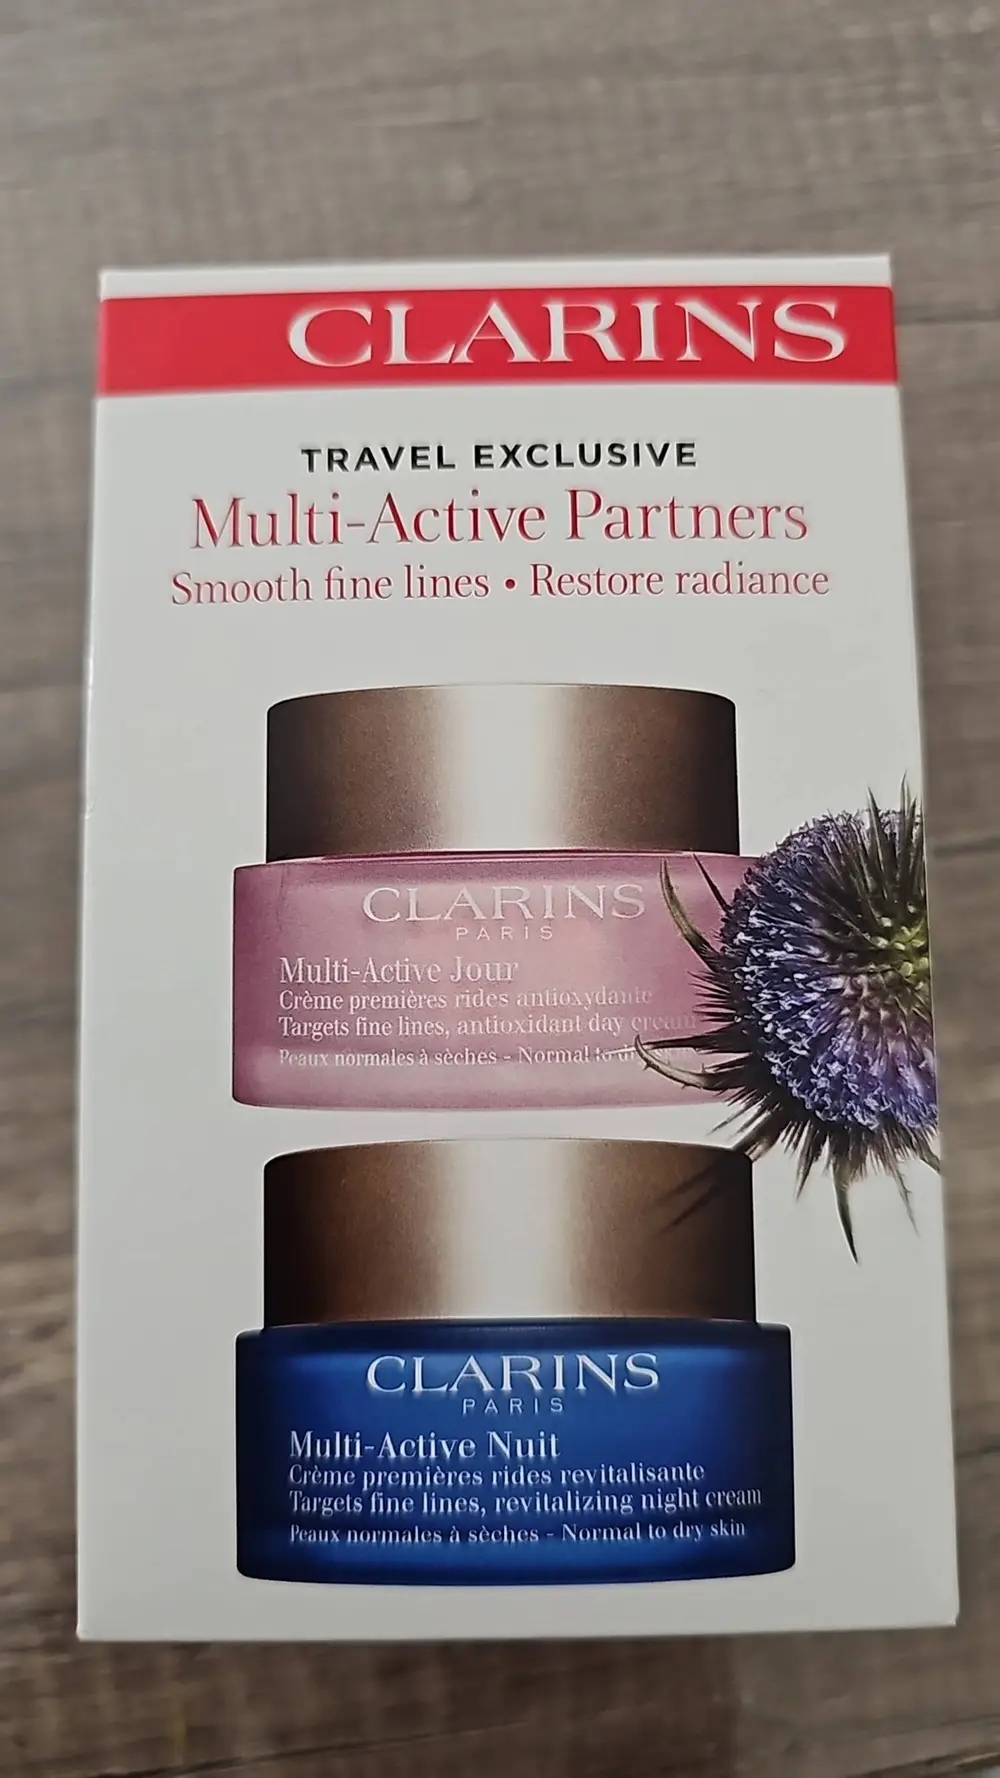 CLARINS
TRAVEL EXCLUSIVE
Multi-Active Partners
Smooth fine lines • Restore radiance
CLARINS
PARIS
Multi-Active Jour
Crème premières rides antioxydante
Targets fine lines, antioxidant day cream
Peaux normales à sèches - Normal to
CLARINS
PARIS
Multi-Active Nuit
Crème premières rides revitalisante
Targets fine lines, revitalizing night cream
Peaux normales à sèches - Normal to dry skin